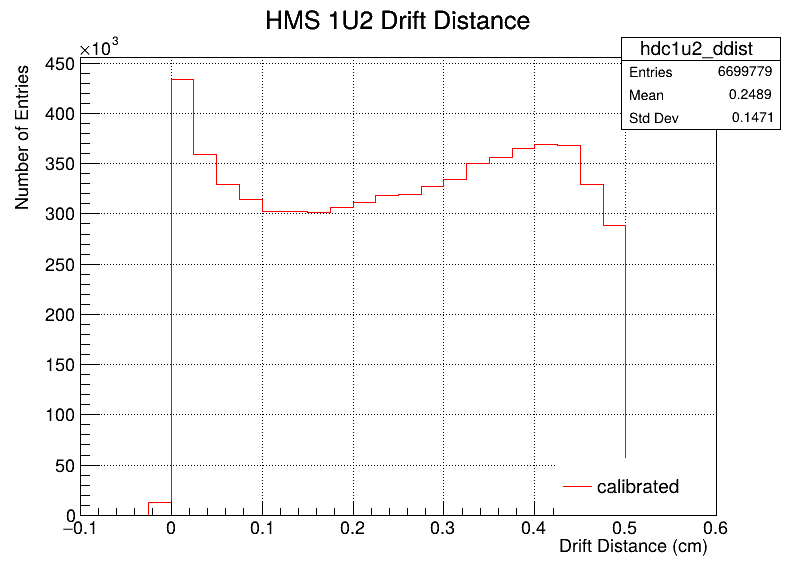 HMS 1U2 Drift Distance
×10³
hdc1u2_ddist
Entries 6699779
Mean 0.2489
Std Dev 0.1471
Number of Entries
450
400
350
300
250
200
150
100
50
0
−0.1 0 0.1 0.2 0.3 0.4 0.5 0.6
calibrated
Drift Distance (cm)